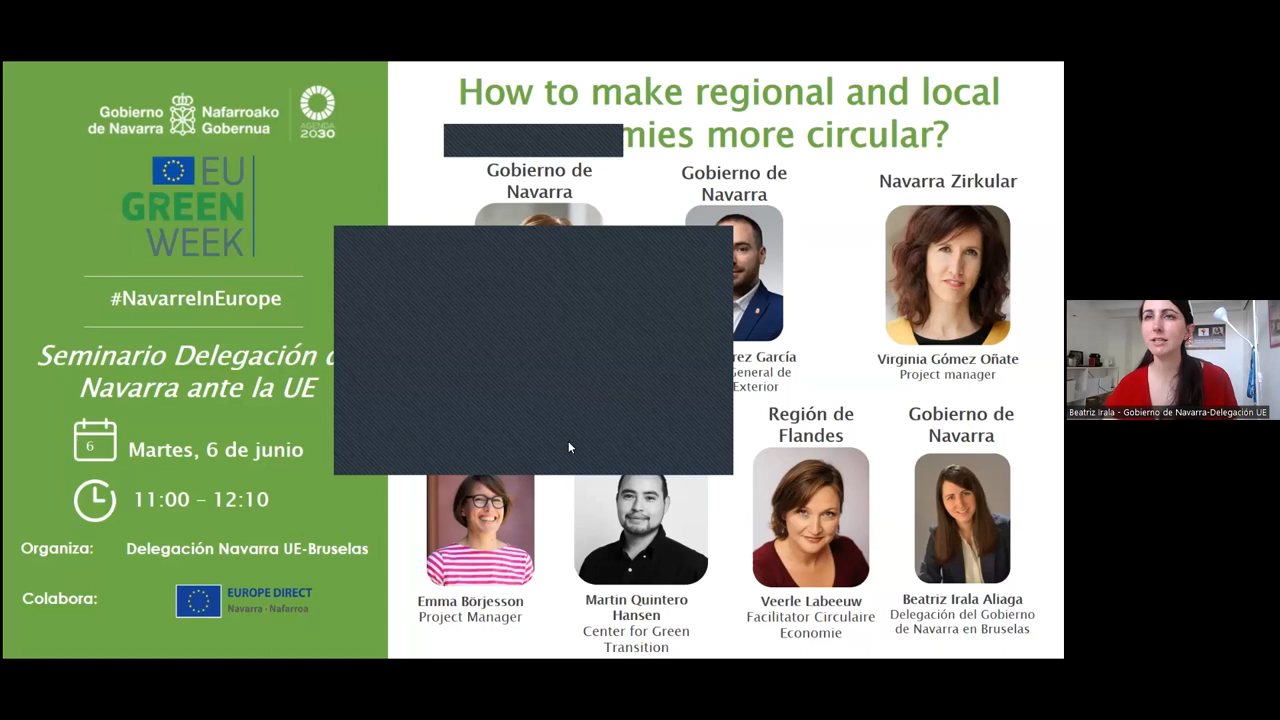 Gobierno de Navarra
Nafarroako Gobernua
AGENDA 2030
EU
GREEN
WEEK
#NavarreInEurope
Seminario Delegación
Navarra ante la UE
6
Martes, 6 de junio
11:00 – 12:10
Organiza: Delegación Navarra UE-Bruselas
Colabora:
EUROPE DIRECT
Navarra · Nafarroa
How to make regional and local
more circular?
Gobierno de
Navarra
Gobierno de
Navarra
Navarra Zirkular
García
General de
Exterior
Virginia Gómez Oñate
Project manager
Región de
Flandes
Gobierno de
Navarra
Emma Börjesson
Project Manager
Martin Quintero
Hansen
Center for Green
Transition
Veerle Labeeuw
Facilitator Circulaire
Economie
Beatriz Irala Aliaga
Delegación del Gobierno
de Navarra en Bruselas
Beatriz Irala - Gobierno de Navarra-Delegación UE